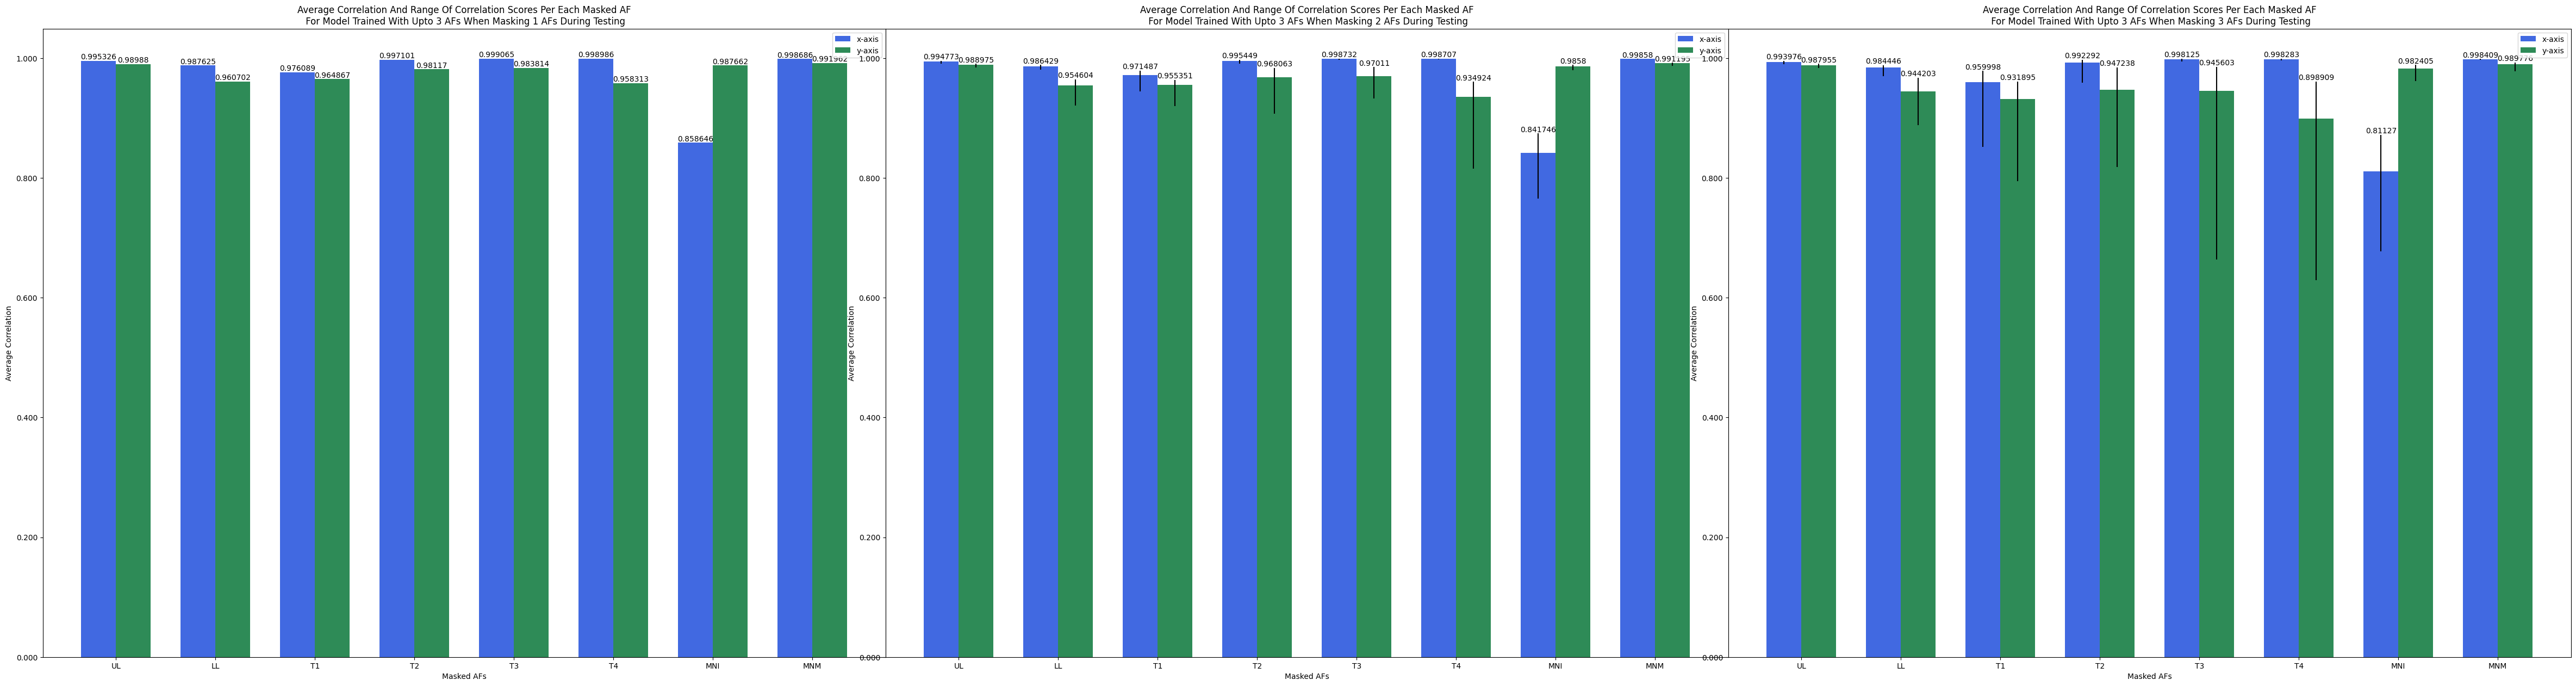 Average Correlation And Range Of Correlation Scores Per Each Masked AF
For Model Trained With Upto 3 AFs When Masking 1 AFs During Testing
x-axis
y-axis
0.995326 0.98988 0.987625 0.960702 0.976089 0.964867 0.997101 0.98117 0.999065 0.983814 0.998986 0.958313 0.858646 0.987662 0.998686
1.000
0.800
0.600
0.400
0.200
0.000
Average Correlation
UL LL T1 T2 T3 T4 MNI MNM
Masked AFs
Average Correlation And Range Of Correlation Scores Per Each Masked AF
For Model Trained With Upto 3 AFs When Masking 2 AFs During Testing
x-axis
y-axis
0.994773 0.988975 0.986429 0.954604 0.971487 0.955351 0.995449 0.968063 0.998732 0.97011 0.998707 0.934924 0.841746 0.9858 0.99858
1.000
0.800
0.600
0.400
0.200
0.000
Average Correlation
UL LL T1 T2 T3 T4 MNI MNM
Masked AFs
Average Correlation And Range Of Correlation Scores Per Each Masked AF
For Model Trained With Upto 3 AFs When Masking 3 AFs During Testing
x-axis
y-axis
0.993976 0.987955 0.984446 0.944203 0.959998 0.931895 0.992292 0.947238 0.998125 0.945603 0.998283 0.898909 0.81127 0.982405 0.998409
1.000
0.800
0.600
0.400
0.200
0.000
Average Correlation
UL LL T1 T2 T3 T4 MNI MNM
Masked AFs